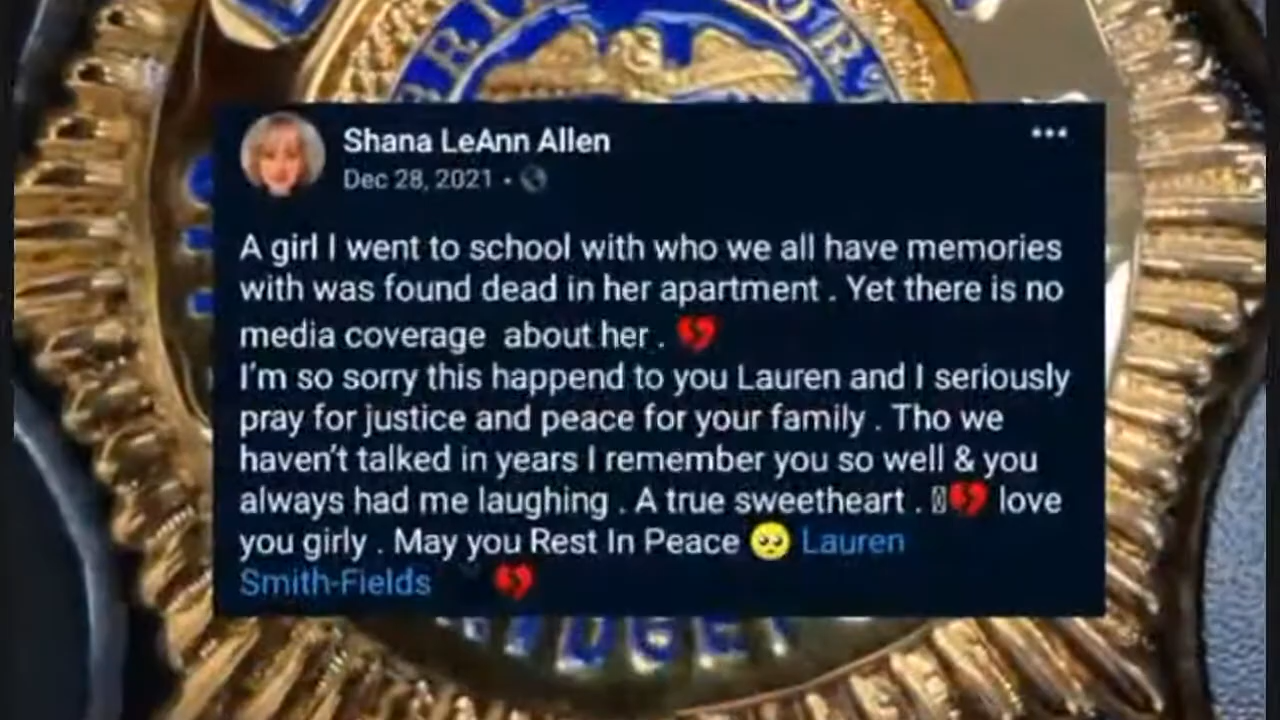 Shana LeAnn Allen
Dec 28, 2021 •
A girl I went to school with who we all have memories
with was found dead in her apartment . Yet there is no
media coverage about her . 💔
I'm so sorry this happend to you Lauren and I seriously
pray for justice and peace for your family . Tho we
haven't talked in years I remember you so well & you
always had me laughing . A true sweetheart . 💔 love
you girly . May you Rest In Peace 🥺 Lauren
Smith-Fields 💔